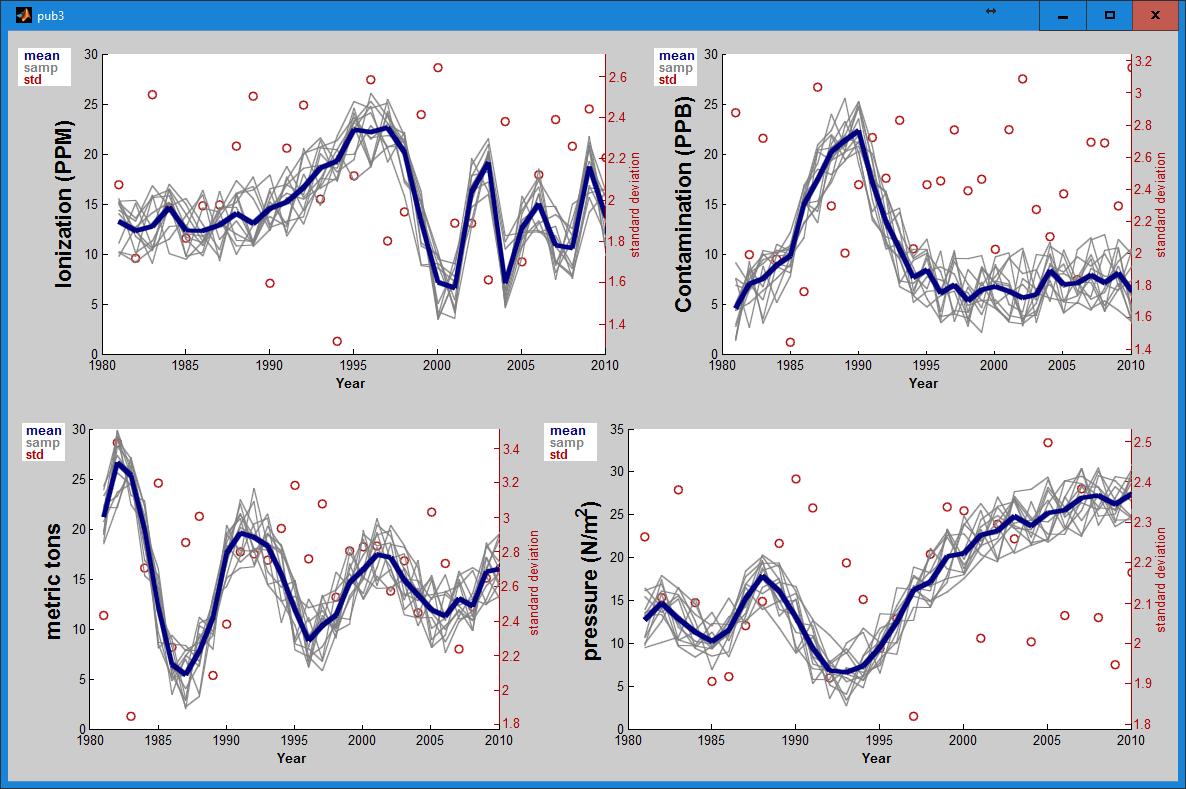 pub3
mean
samp
std
Ionization (PPM)
30
25
20
15
10
5
0
1980 1985 1990 1995 2000 2005 2010
Year
2.6
2.4
2.2
2
1.8
1.6
1.4
standard deviation
mean
samp
std
Contamination (PPB)
30
25
20
15
10
5
0
1980 1985 1990 1995 2000 2005 2010
Year
3.2
3
2.8
2.6
2.4
2.2
2
1.8
1.6
1.4
standard deviation
mean
samp
std
metric tons
30
25
20
15
10
5
0
1980 1985 1990 1995 2000 2005 2010
Year
3.4
3.2
3
2.8
2.6
2.4
2.2
2
1.8
standard deviation
mean
samp
std
pressure (N/m²)
35
30
25
20
15
10
5
0
1980 1985 1990 1995 2000 2005 2010
Year
2.5
2.4
2.3
2.2
2.1
2
1.9
1.8
standard deviation